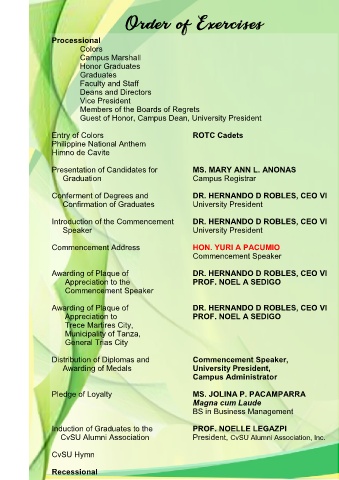 Order of Exercises
Processional
Colors
Campus Marshall
Honor Graduates
Graduates
Faculty and Staff
Deans and Directors
Vice President
Members of the Boards of Regrets
Guest of Honor, Campus Dean, University President
Entry of Colors ROTC Cadets
Philippine National Anthem
Himno de Cavite
Presentation of Candidates for MS. MARY ANN L. ANONAS
Graduation Campus Registrar
Conferment of Degrees and DR. HERNANDO D ROBLES, CEO VI
Confirmation of Graduates University President
Introduction of the Commencement DR. HERNANDO D ROBLES, CEO VI
Speaker University President
Commencement Address HON. YURI A PACUMIO
Commencement Speaker
Awarding of Plaque of DR. HERNANDO D ROBLES, CEO VI
Appreciation to the PROF. NOEL A SEDIGO
Commencement Speaker
Awarding of Plaque of DR. HERNANDO D ROBLES, CEO VI
Appreciation to PROF. NOEL A SEDIGO
Trece Martires City,
Municipality of Tanza,
General Trias City
Distribution of Diplomas and Commencement Speaker,
Awarding of Medals University President,
Campus Administrator
Pledge of Loyalty MS. JOLINA P. PACAMPARRA
Magna cum Laude
BS in Business Management
Induction of Graduates to the PROF. NOELLE LEGAZPI
CvSU Alumni Association President, CvSU Alumni Association, Inc.
CvSU Hymn
Recessional